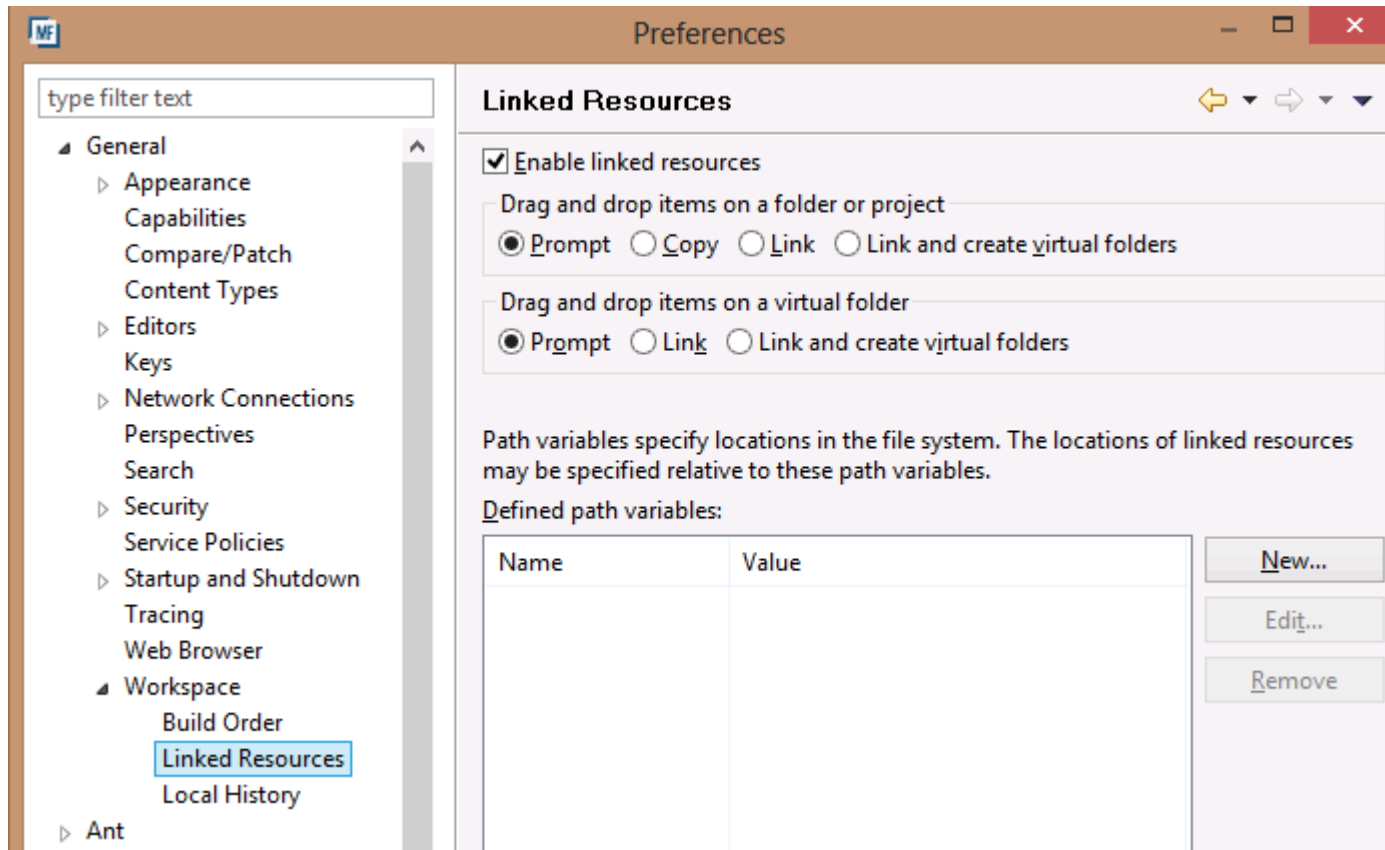 MF
Preferences
type filter text
General
Appearance
Capabilities
Compare/Patch
Content Types
Editors
Keys
Network Connections
Perspectives
Search
Security
Service Policies
Startup and Shutdown
Tracing
Web Browser
Workspace
Build Order
Linked Resources
Local History
Ant
Linked Resources
Enable linked resources
Drag and drop items on a folder or project
Prompt Copy Link Link and create virtual folders
Drag and drop items on a virtual folder
Prompt Link Link and create virtual folders
Path variables specify locations in the file system. The locations of linked resources
may be specified relative to these path variables.
Defined path variables:
Name Value
New...
Edit...
Remove